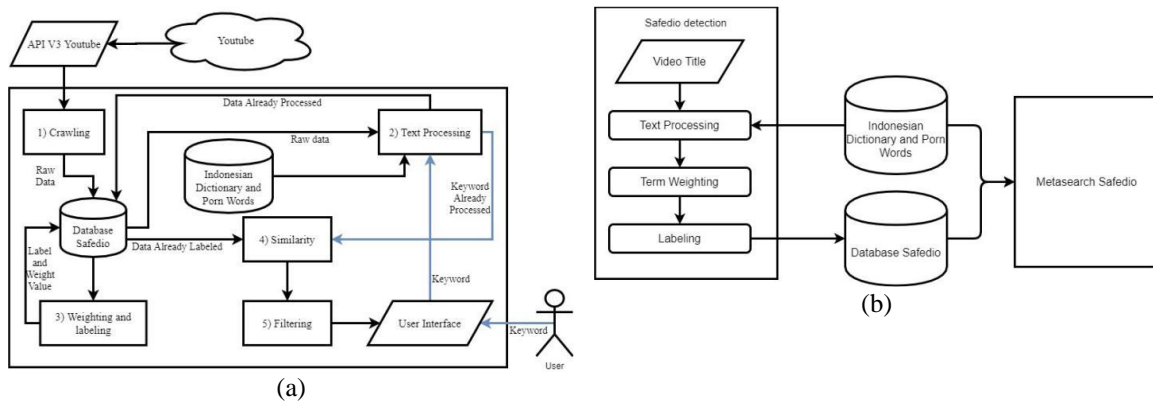 API V3 Youtube
Youtube
Data Already Processed
1) Crawling
2) Text Processing
Raw data
Raw
Data
Indonesian
Dictionary and
Porn Words
Keyword
Already
Processed
Database
Safedio
Data Already Labeled
4) Similarity
Label
and
Weight
Value
Keyword
3) Weighting and
labeling
5) Filtering
User Interface
Keyword
User
(a)
Safedio detection
Video Title
Text Processing
Term Weighting
Labeling
Indonesian
Dictionary and Porn
Words
Database Safedio
Metasearch Safedio
(b)